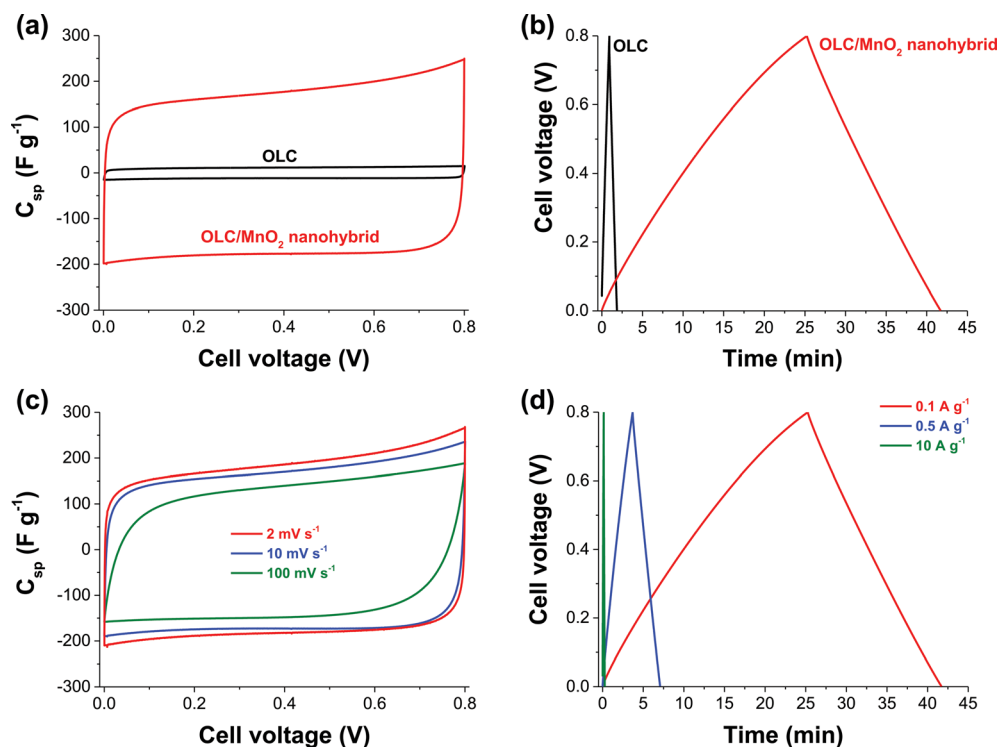 (a)
300
200
100
0
-100
-200
-300
C_sp (F g⁻¹)
OLC
OLC/MnO₂ nanohybrid
0.0 0.2 0.4 0.6 0.8
Cell voltage (V)
(b)
0.8
0.6
0.4
0.2
0.0
Cell voltage (V)
OLC
OLC/MnO₂ nanohybrid
0 5 10 15 20 25 30 35 40 45
Time (min)
(c)
300
200
100
0
-100
-200
-300
C_sp (F g⁻¹)
2 mV s⁻¹
10 mV s⁻¹
100 mV s⁻¹
0.0 0.2 0.4 0.6 0.8
Cell voltage (V)
(d)
0.8
0.6
0.4
0.2
0.0
Cell voltage (V)
0.1 A g⁻¹
0.5 A g⁻¹
10 A g⁻¹
0 5 10 15 20 25 30 35 40 45
Time (min)